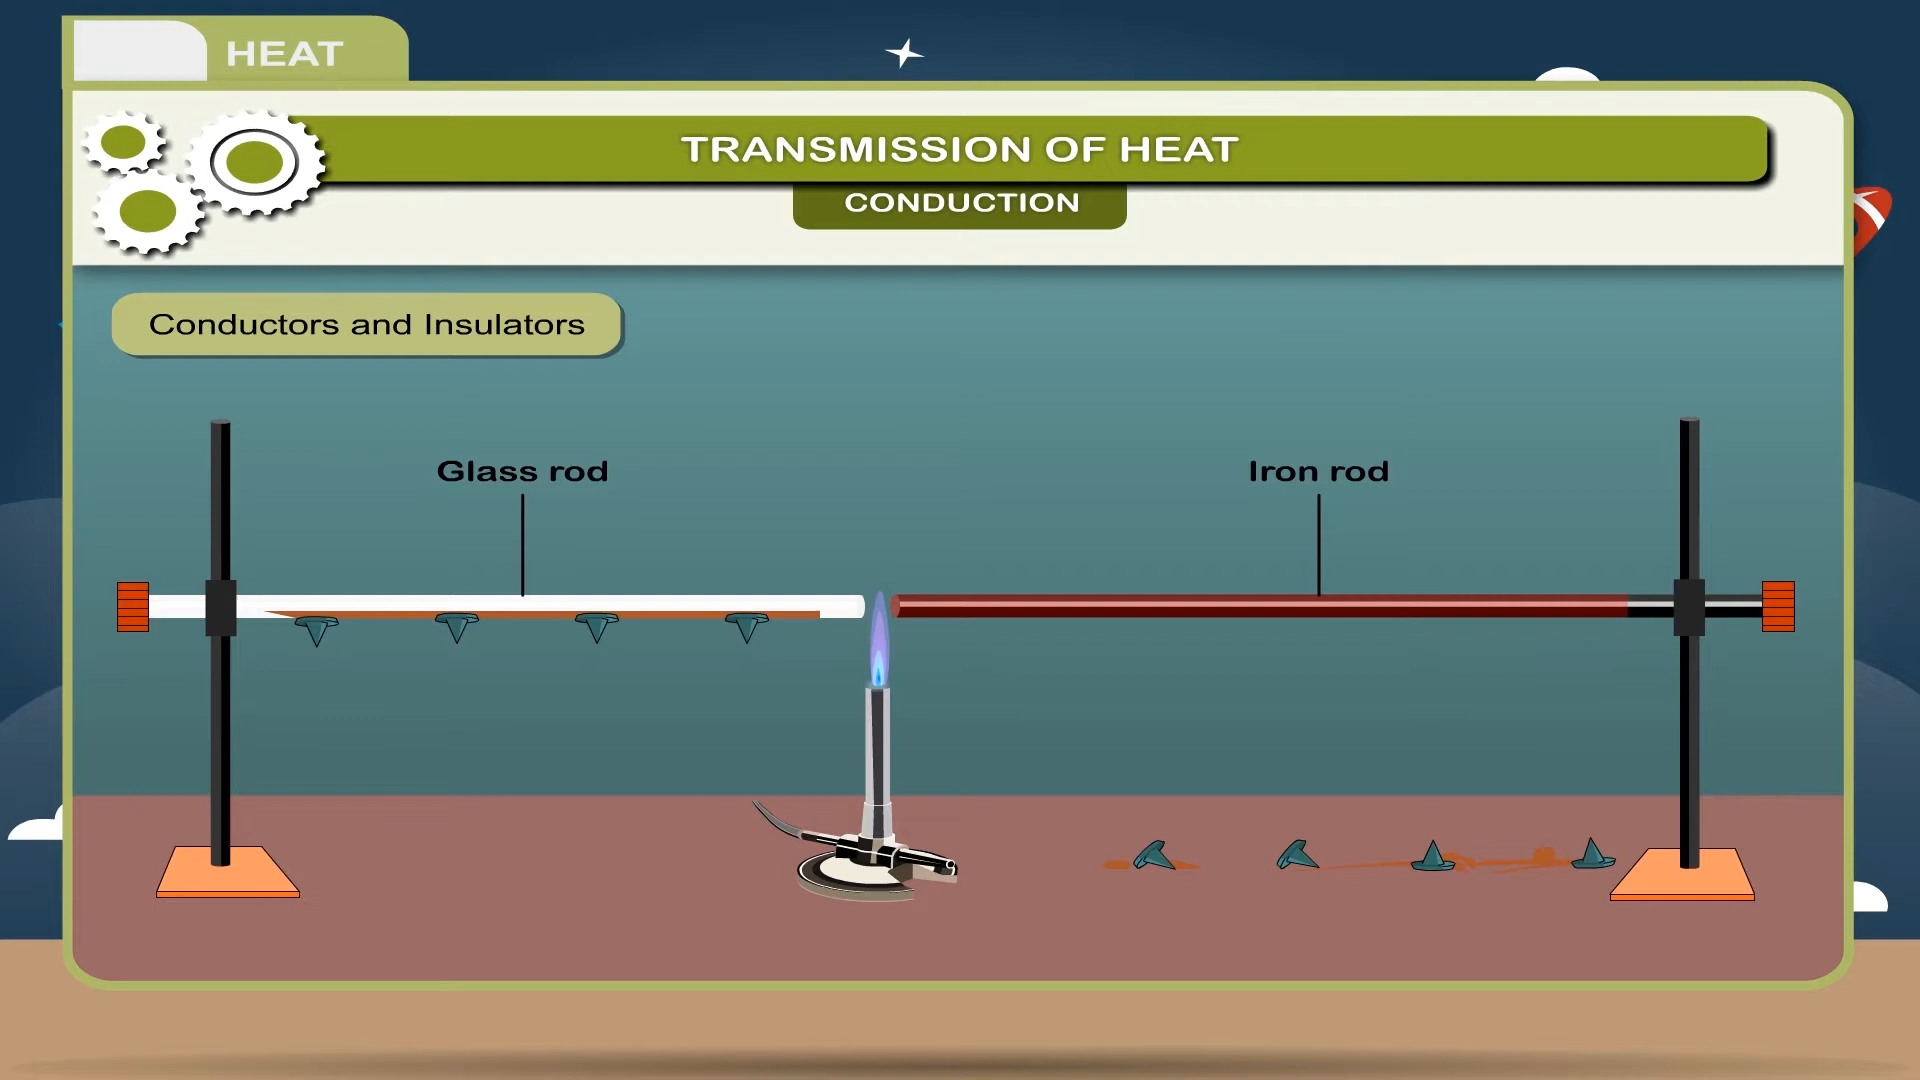 HEAT
TRANSMISSION OF HEAT
CONDUCTION
Conductors and Insulators
Glass rod
Iron rod